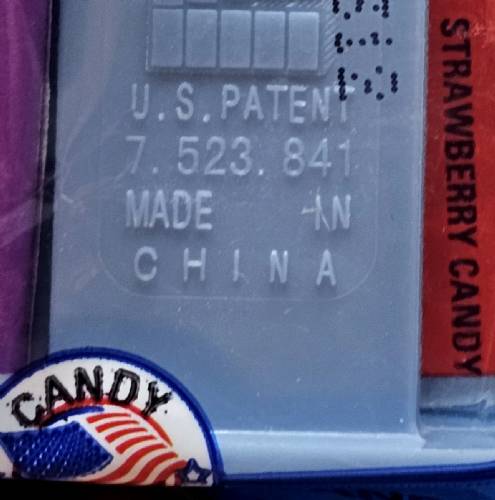 U.S. PATENT
7. 523. 841
MADE IN
CHINA
STRAWBERRY CANDY
CANDY